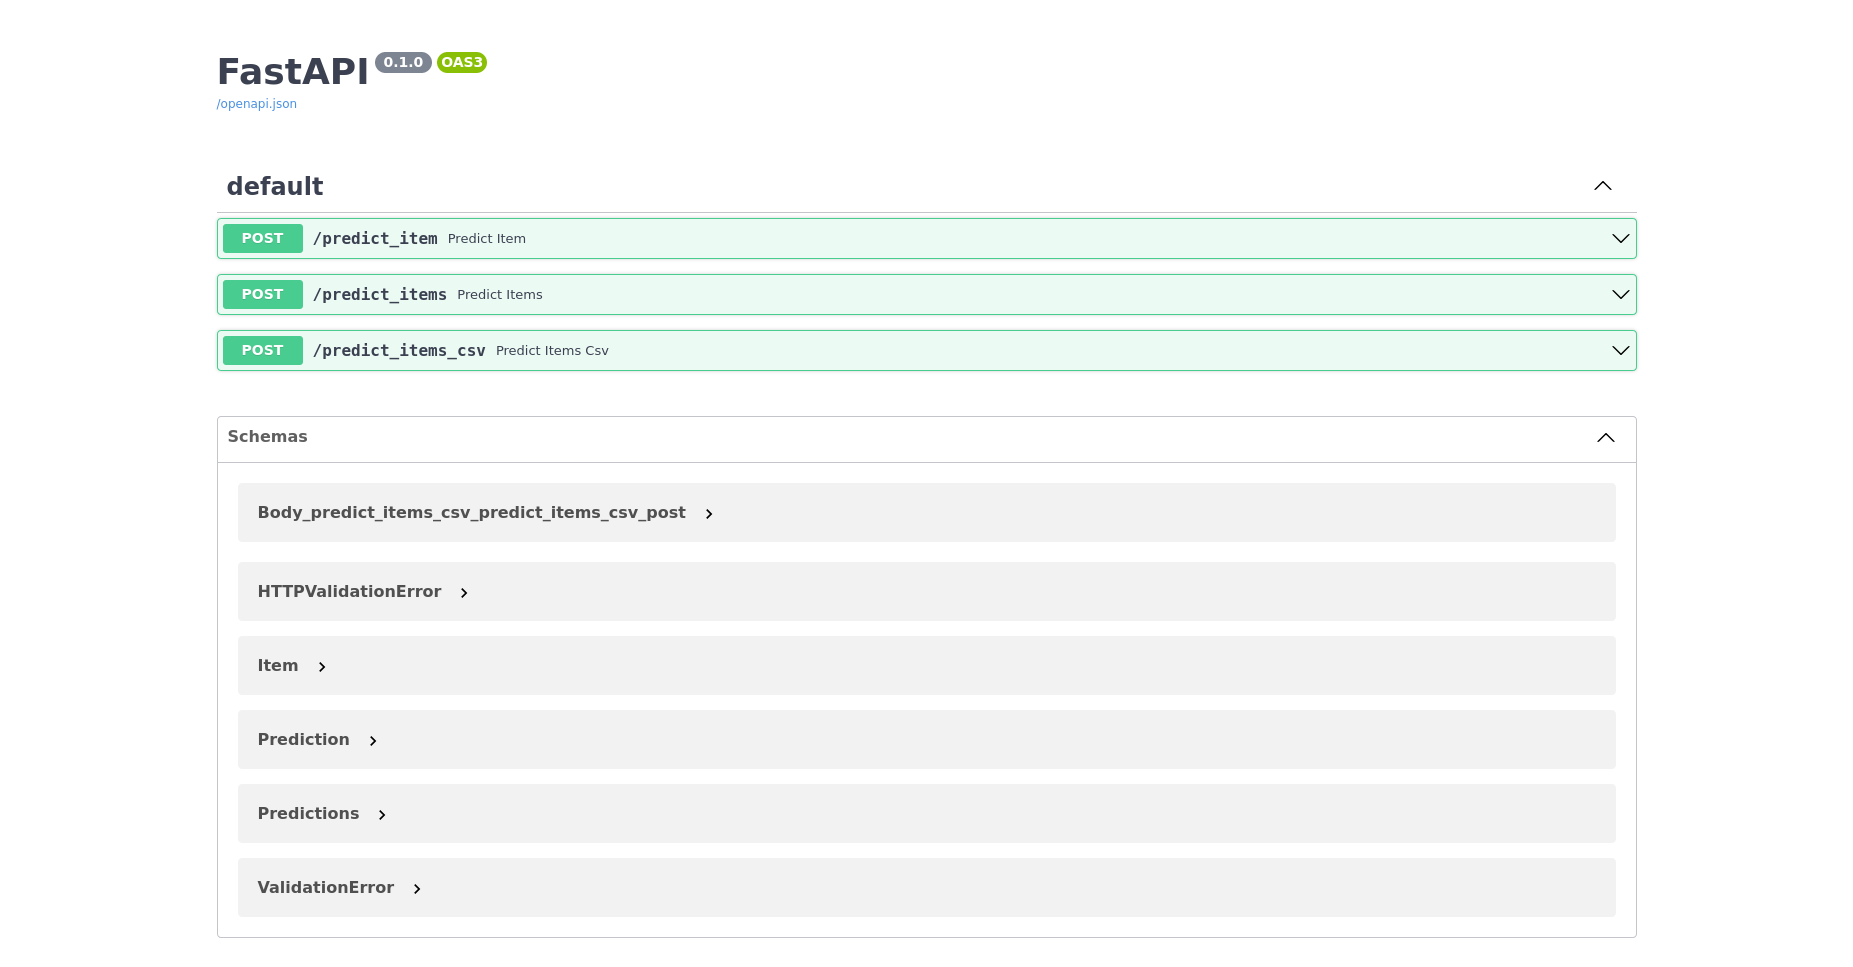 FastAPI 0.1.0 OAS3
/openapi.json
default
POST /predict_item Predict Item
POST /predict_items Predict Items
POST /predict_items_csv Predict Items Csv
Schemas
Body_predict_items_csv_predict_items_csv_post
HTTPValidationError
Item
Prediction
Predictions
ValidationError